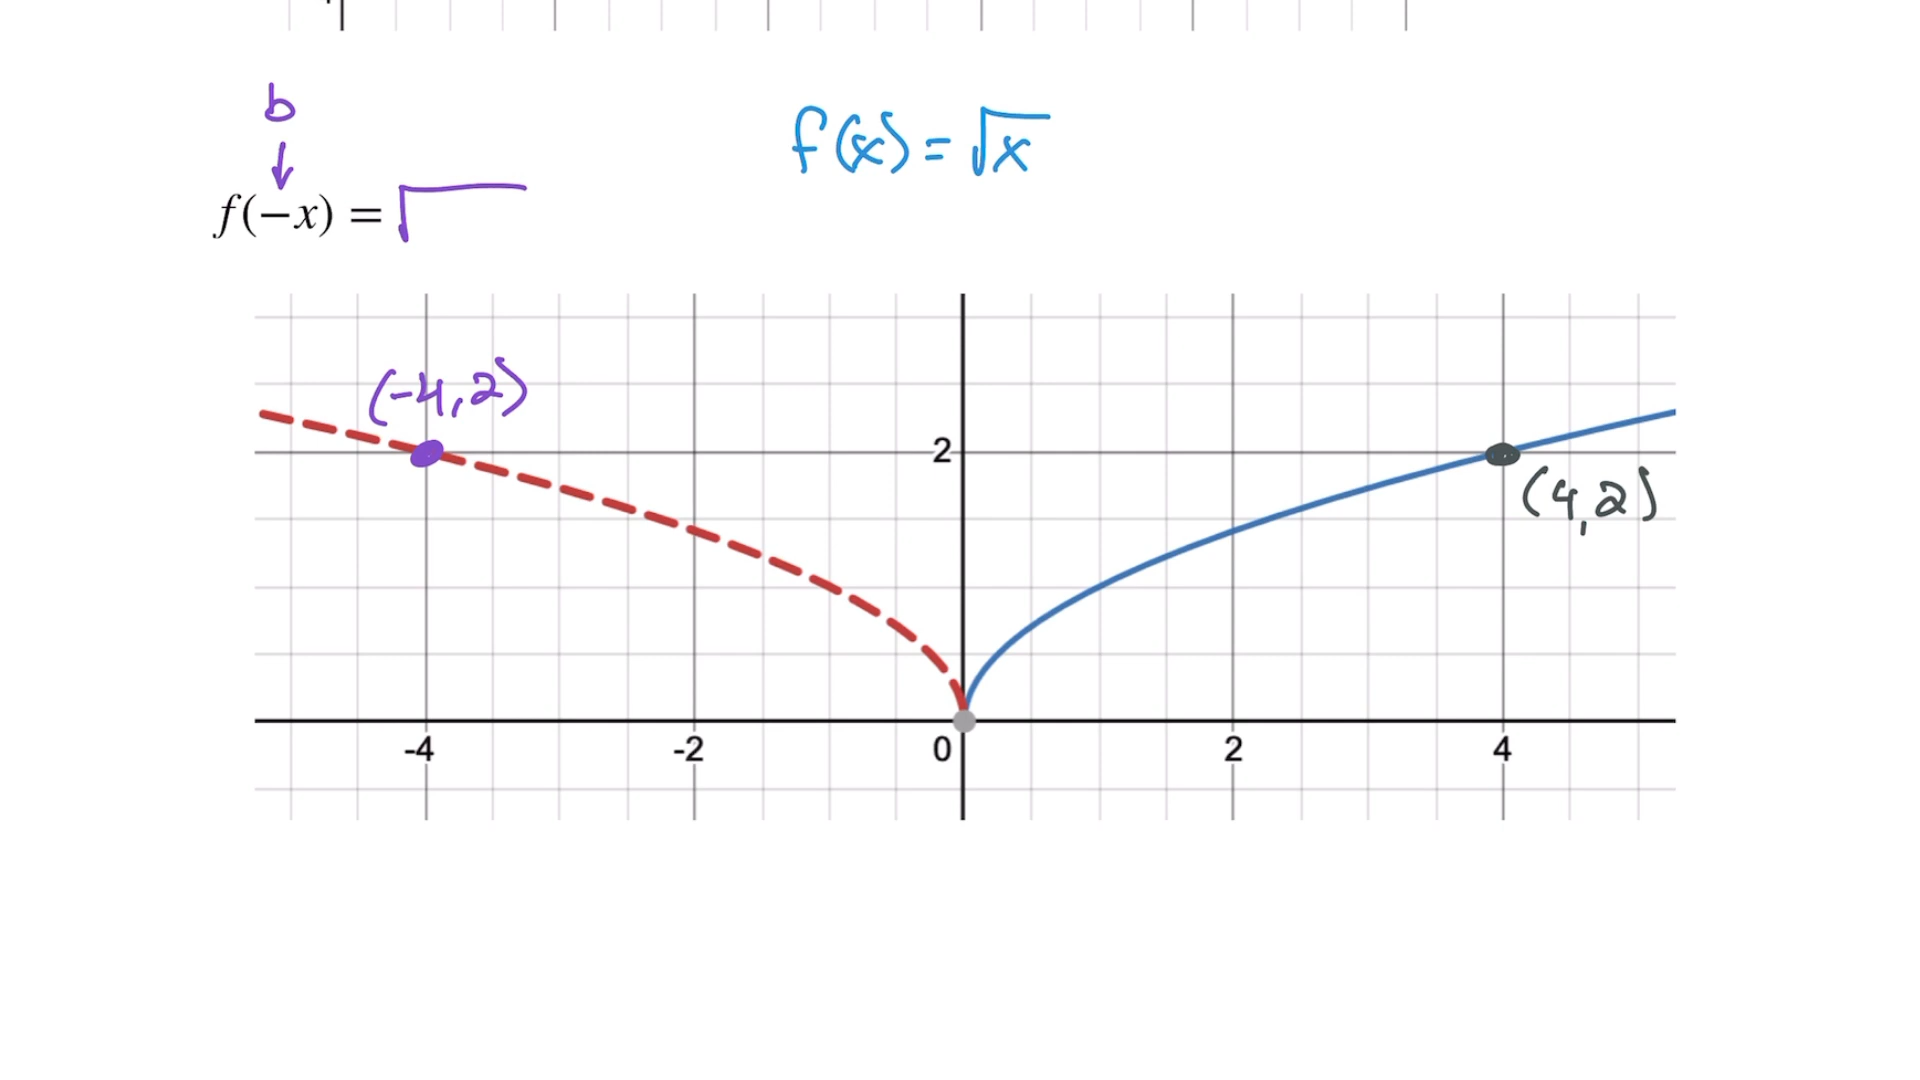 b
f(x) = √x
↓
f(−x) = √
(-4,2)
2
(4,2)
-4 -2 0 2 4